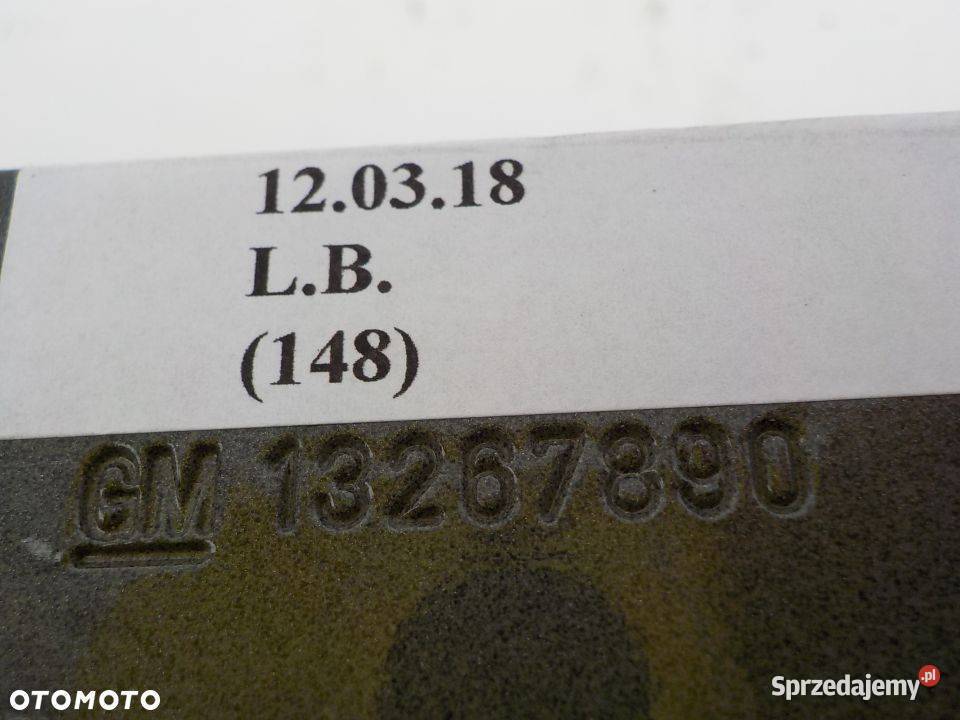 12.03.18
L.B.
(148)
GM 13267890
OTOMOTO
Sprzedajemy.pl